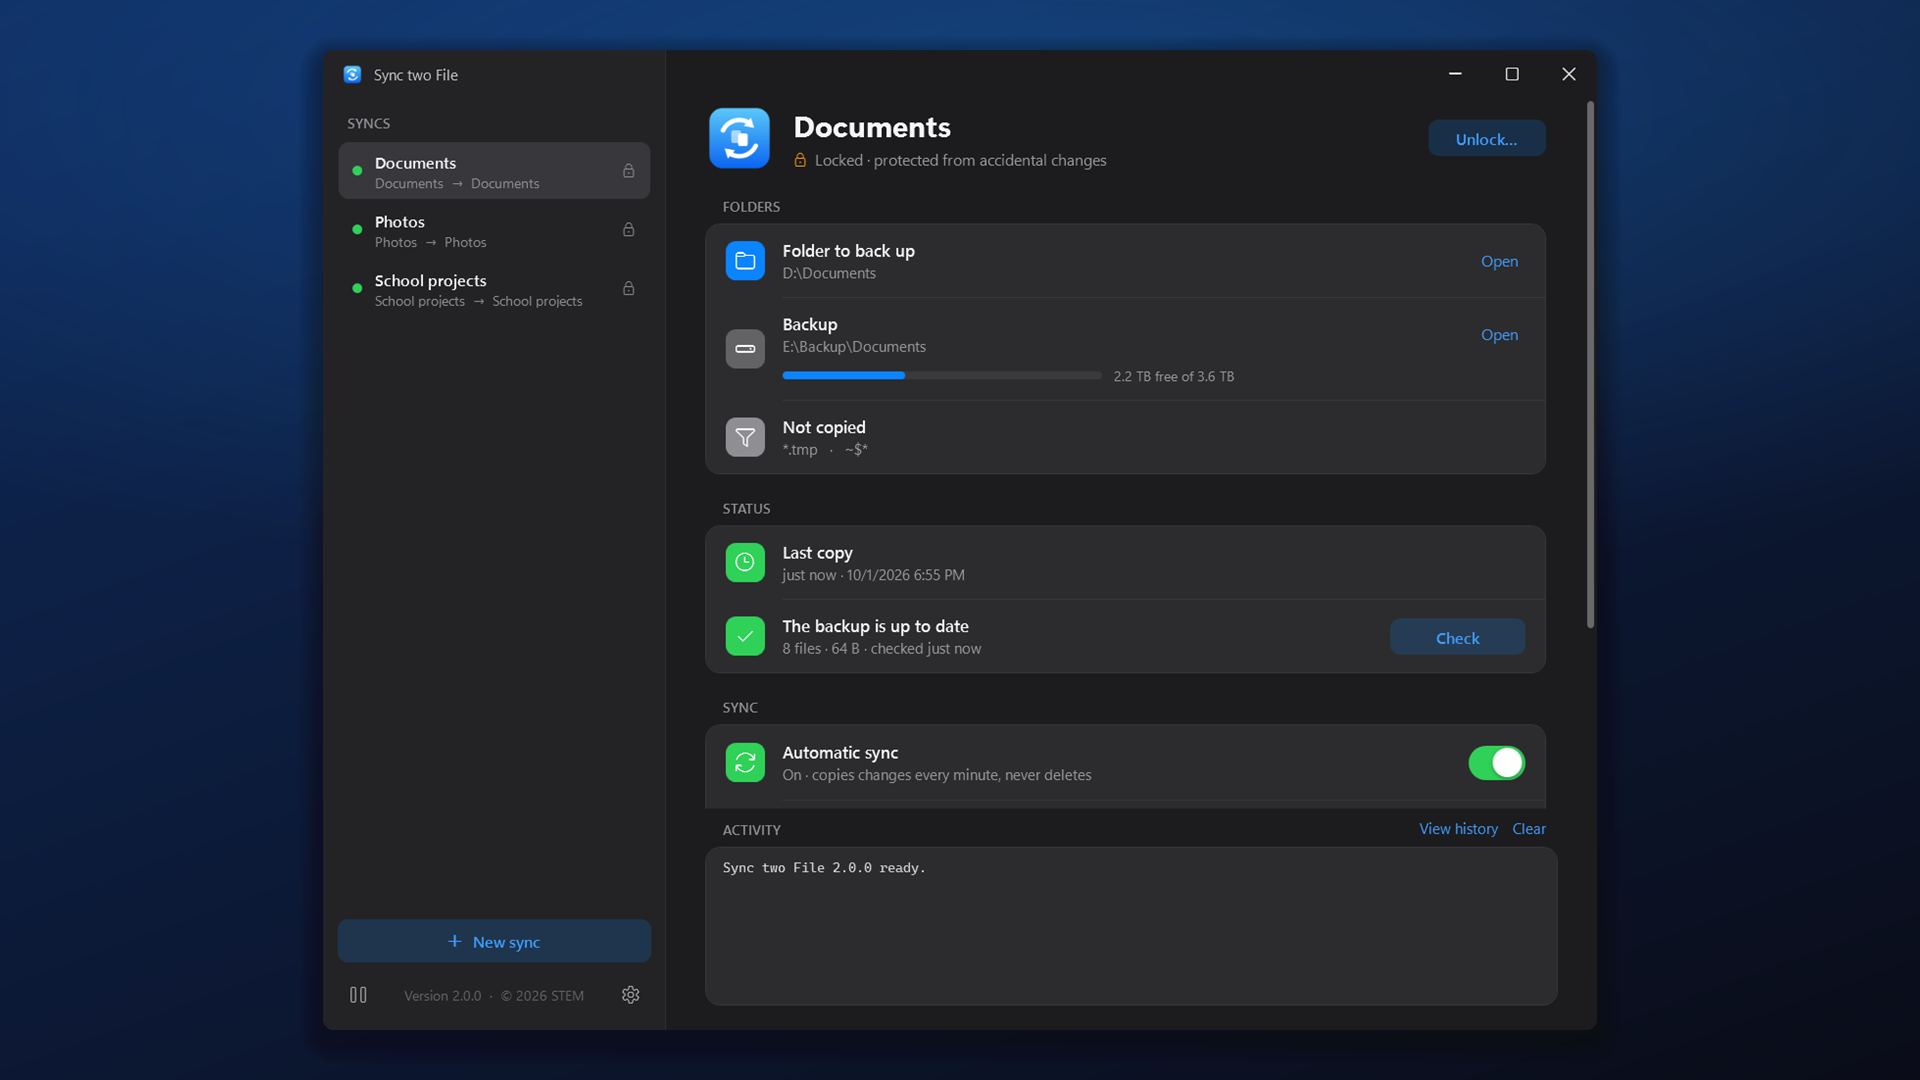 Sync two File
SYNCS
Documents
Documents → Documents
Photos
Photos → Photos
School projects
School projects → School projects
+ New sync
Version 2.0.0 · © 2026 STEM
Documents
Locked · protected from accidental changes
Unlock...
FOLDERS
Folder to back up
D:\Documents
Open
Backup
E:\Backup\Documents
Open
2.2 TB free of 3.6 TB
Not copied
*.tmp · ~$*
STATUS
Last copy
just now · 10/1/2026 6:55 PM
The backup is up to date
8 files · 64 B · checked just now
Check
SYNC
Automatic sync
On · copies changes every minute, never deletes
ACTIVITY
View history
Clear
Sync two File 2.0.0 ready.